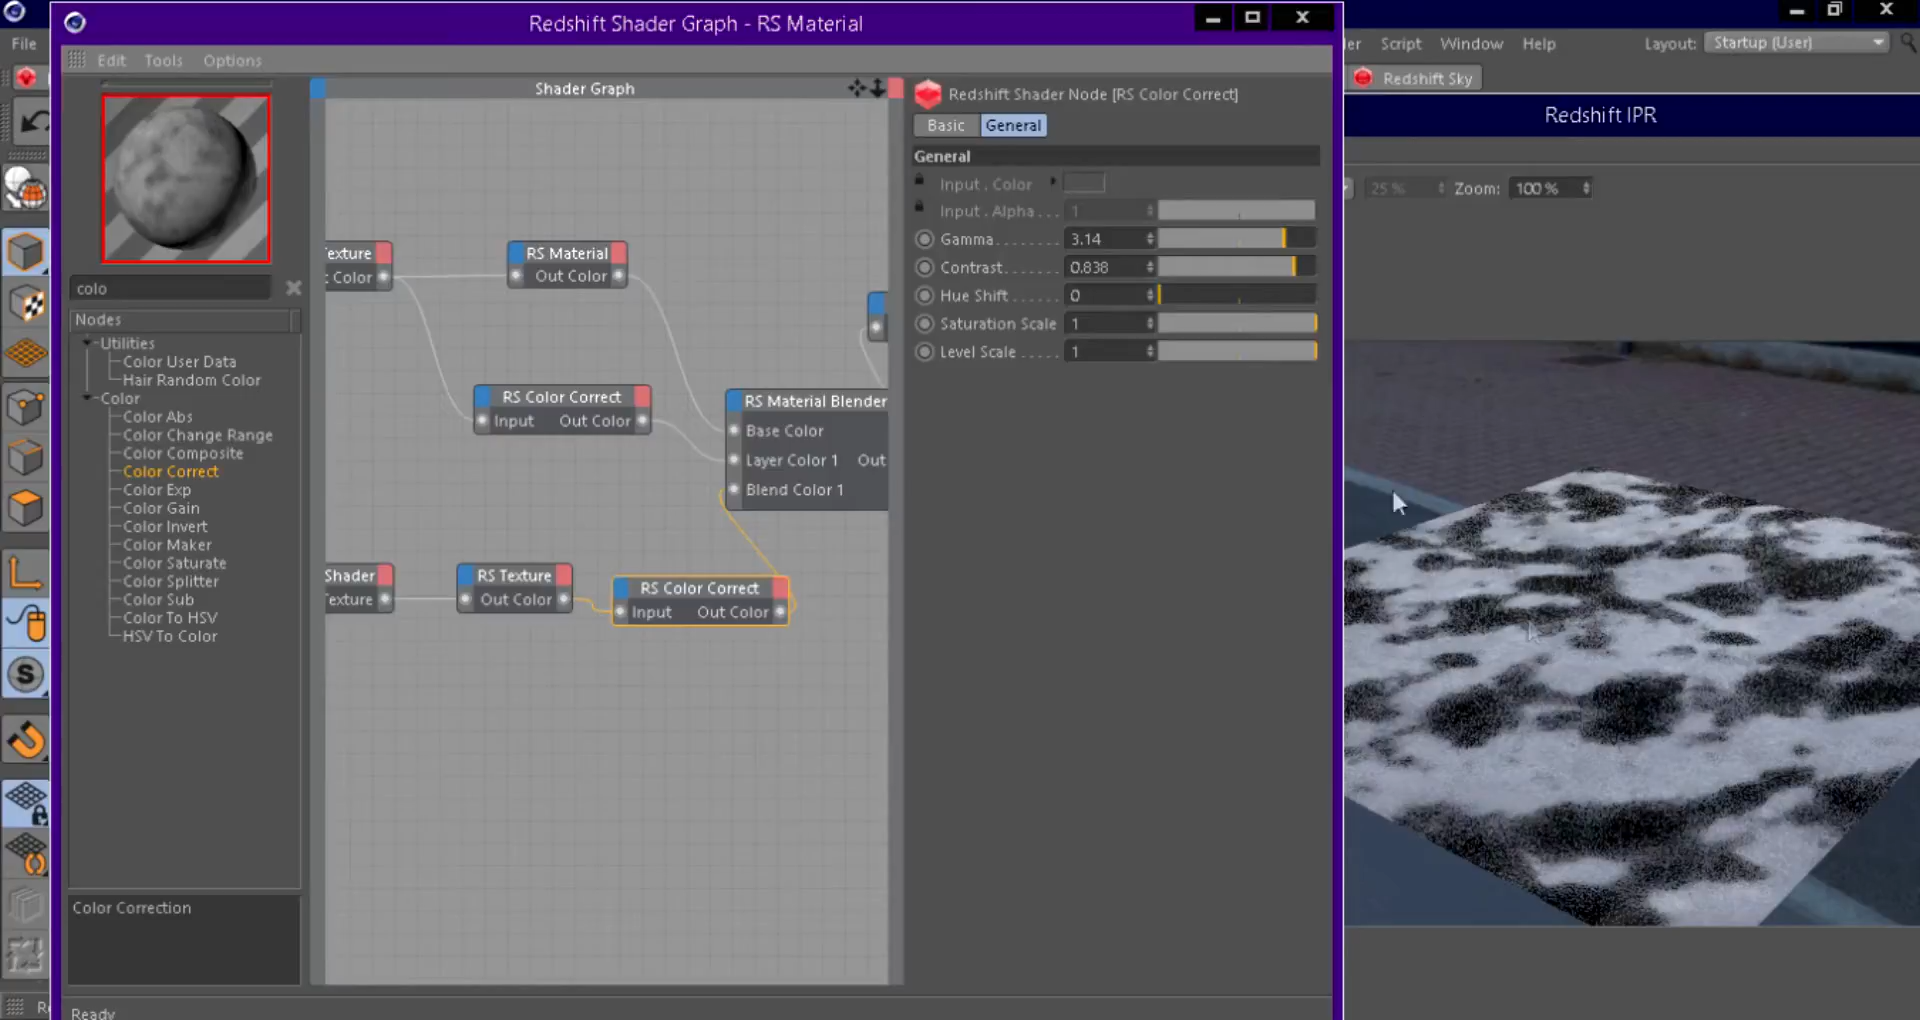 Redshift Shader Graph - RS Material
File
Edit Tools Options
Script Window Help Layout: Startup (User)
Redshift Sky
Redshift IPR
25 % Zoom: 100 %
Shader Graph
Redshift Shader Node [RS Color Correct]
Basic General
General
Input . Color
Input . Alpha . . . 1
Gamma . . . . . . . . 3.14
Contrast . . . . . . . 0.838
Hue Shift . . . . . . 0
Saturation Scale 1
Level Scale . . . . . 1
colo
Nodes
Utilities
Color User Data
Hair Random Color
Color
Color Abs
Color Change Range
Color Composite
Color Correct
Color Exp
Color Gain
Color Invert
Color Maker
Color Saturate
Color Splitter
Color Sub
Color To HSV
HSV To Color
Color Correction
Ready
Color
RS Material
Out Color
RS Color Correct
Input Out Color
RS Material Blender
Base Color
Layer Color 1 Out
Blend Color 1
Shader
RS Texture
Out Color
RS Color Correct
Input Out Color